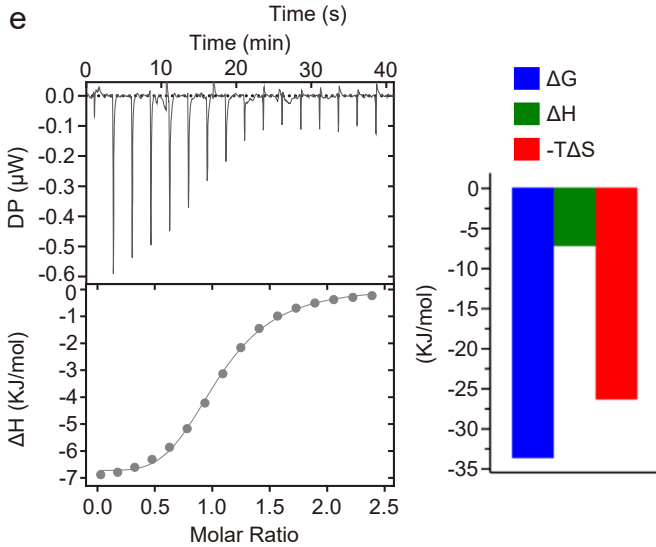 e
Time (s)
Time (min)
0 10 20 30 40
0.0
-0.1
-0.2
-0.3
-0.4
-0.5
-0.6
DP (µW)
0
-1
-2
-3
-4
-5
-6
-7
ΔH (KJ/mol)
0.0 0.5 1.0 1.5 2.0 2.5
Molar Ratio
ΔG
ΔH
-TΔS
0
-5
-10
-15
-20
-25
-30
-35
(KJ/mol)